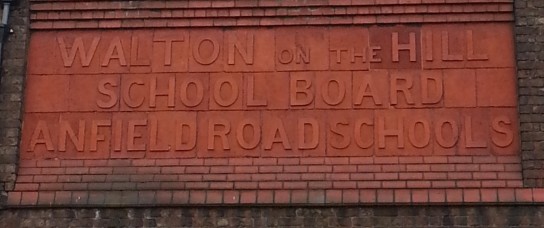 WALTON ON THE HILL
SCHOOL BOARD
ANFIELD ROAD SCHOOLS